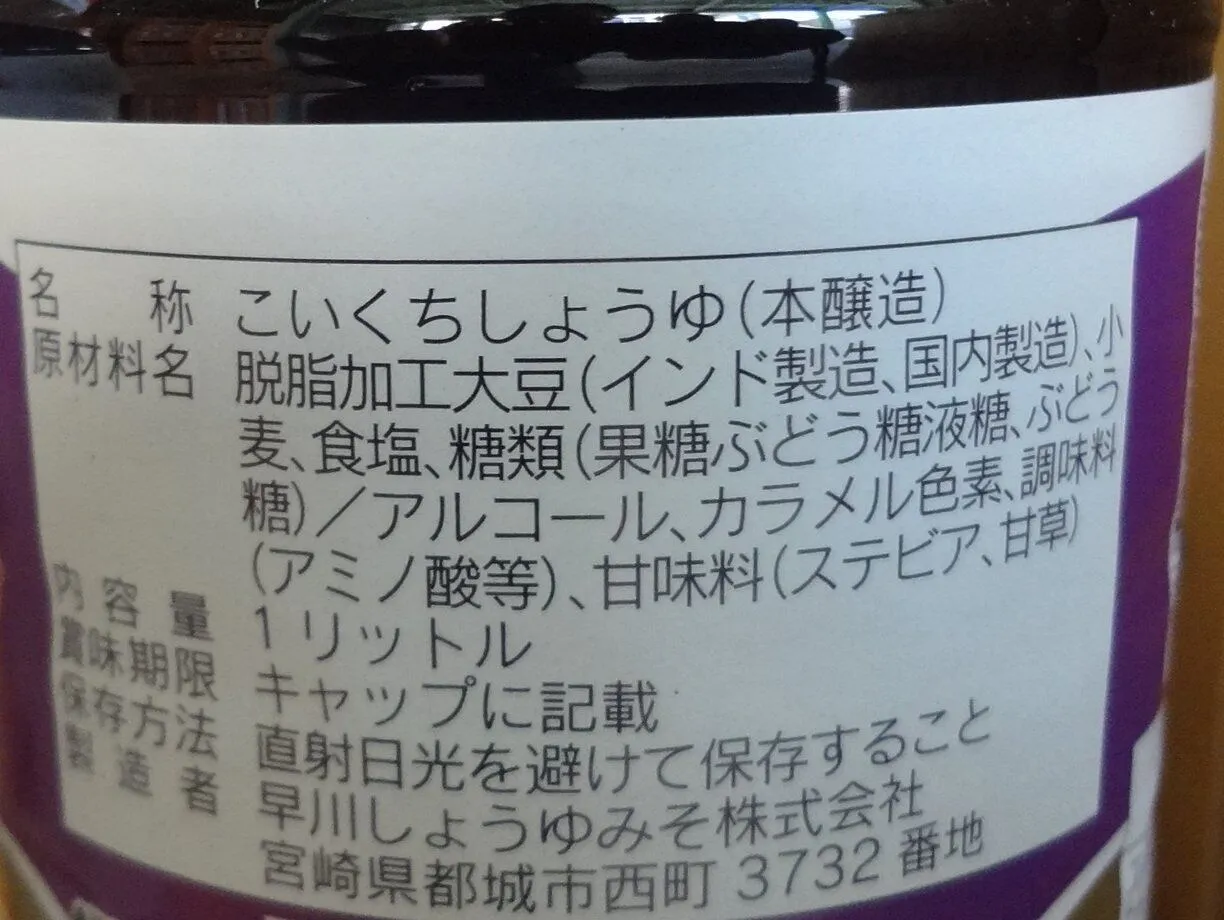 名称 こいくちしょうゆ(本醸造)
原材料名 脱脂加工大豆(インド製造、国内製造)、小
麦、食塩、糖類(果糖ぶどう糖液糖、ぶどう
糖)/アルコール、カラメル色素、調味料
(アミノ酸等)、甘味料(ステビア、甘草)
内容量 1リットル
賞味期限 キャップに記載
保存方法 直射日光を避けて保存すること
製造者 早川しょうゆみそ株式会社
宮崎県都城市西町3732番地